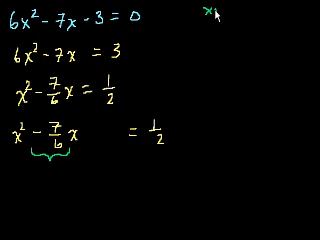 6x² - 7x - 3 = 0
x
6x² - 7x = 3
x² - 7/6 x = 1/2
x² - 7/6 x = 1/2